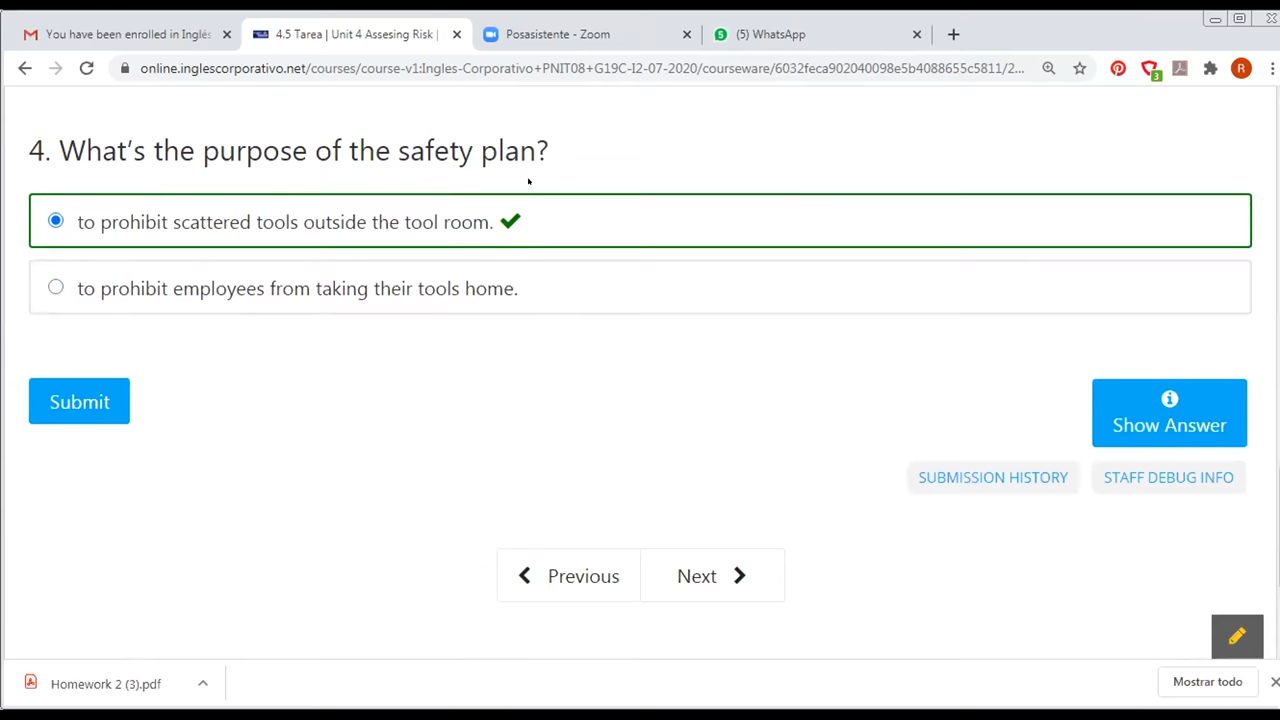 You have been enrolled in Inglés
4.5 Tarea | Unit 4 Assesing Risk |
Posasistente - Zoom
(5) WhatsApp
online.inglescorporativo.net/courses/course-v1:Ingles-Corporativo+PNIT08+G19C-I2-07-2020/courseware/6032feca902040098e5b4088655c5811/2...
3
R
4. What's the purpose of the safety plan?
to prohibit scattered tools outside the tool room.
to prohibit employees from taking their tools home.
Submit
Show Answer
SUBMISSION HISTORY
STAFF DEBUG INFO
Previous
Next
Homework 2 (3).pdf
Mostrar todo